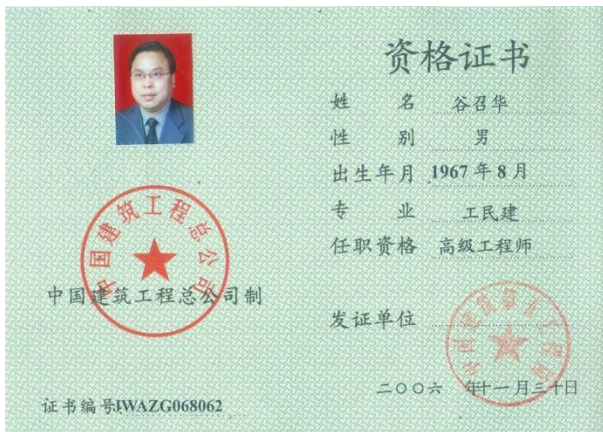 中国建筑工程总公司
中国建筑工程总公司制
证书编号IWAZG068062
资格证书
姓 名 谷召华
性 别 男
出生年月 1967年8月
专 业 工民建
任职资格 高级工程师
发证单位
二〇〇六 年十一月三十日